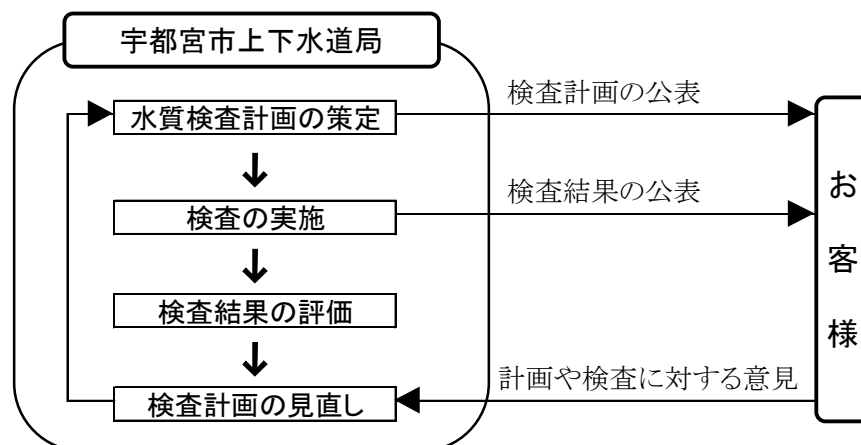 宇都宮市上下水道局
水質検査計画の策定
検査計画の公表
検査の実施
検査結果の公表
検査結果の評価
検査計画の見直し
計画や検査に対する意見
お客様